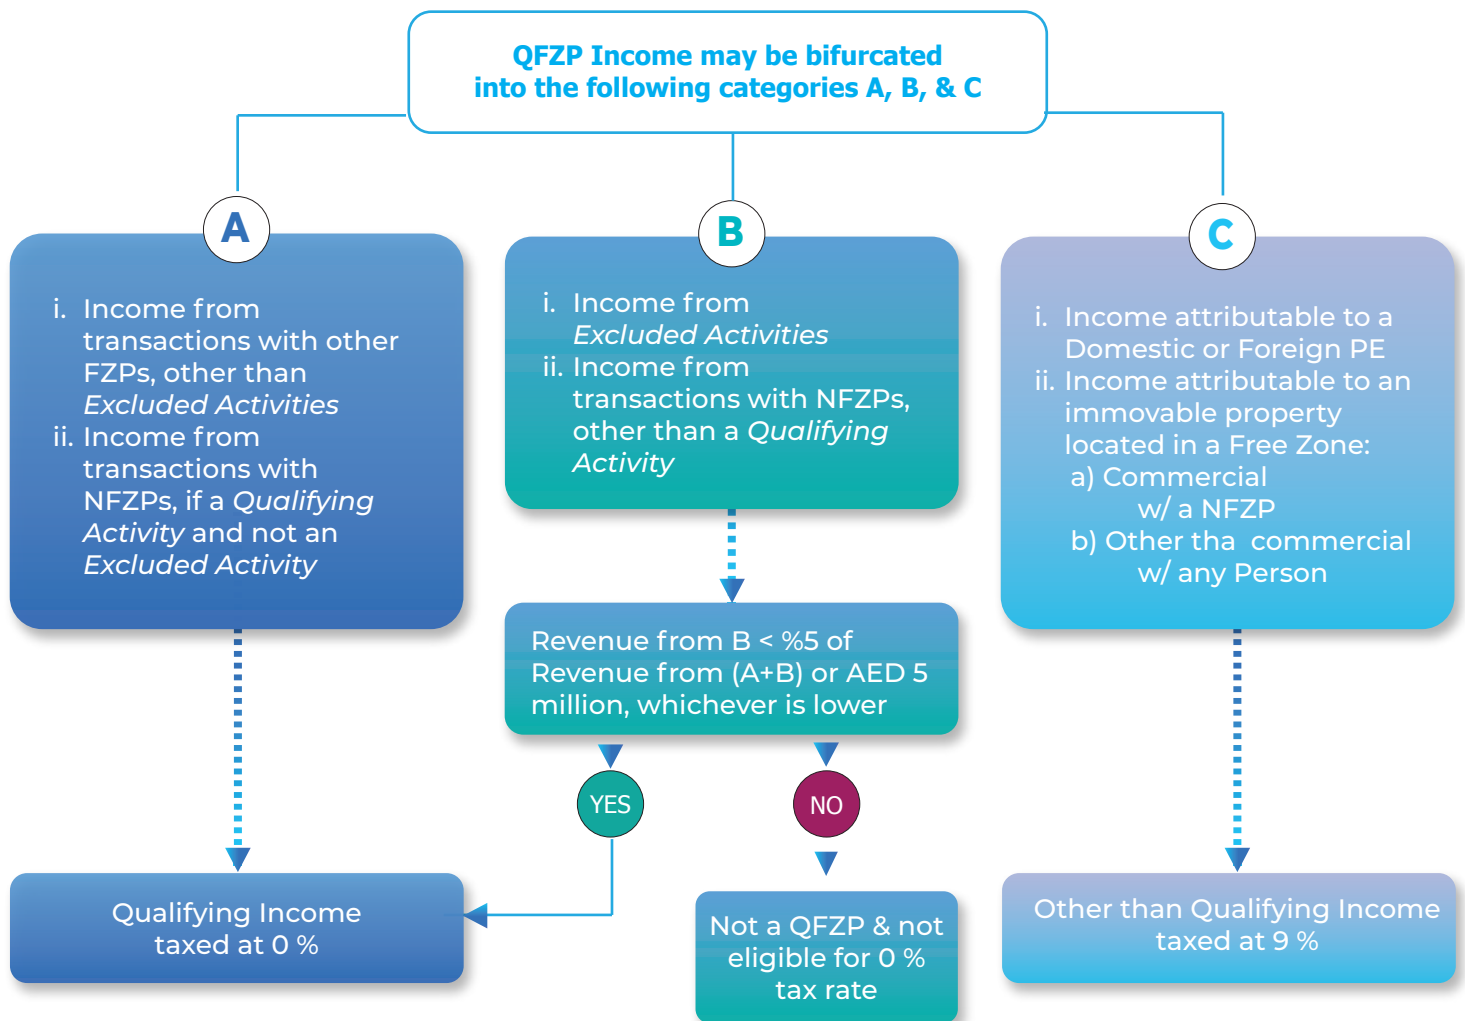 QFZP Income may be bifurcated
into the following categories A, B, & C
A
i. Income from
transactions with other
FZPs, other than
Excluded Activities
ii. Income from
transactions with
NFZPs, if a Qualifying
Activity and not an
Excluded Activity
B
i. Income from
Excluded Activities
ii. Income from
transactions with NFZPs,
other than a Qualifying
Activity
C
i. Income attributable to a
Domestic or Foreign PE
ii. Income attributable to an
immovable property
located in a Free Zone:
a) Commercial
w/ a NFZP
b) Other tha commercial
w/ any Person
Revenue from B < %5 of
Revenue from (A+B) or AED 5
million, whichever is lower
YES
NO
Qualifying Income
taxed at 0 %
Not a QFZP & not
eligible for 0 %
tax rate
Other than Qualifying Income
taxed at 9 %